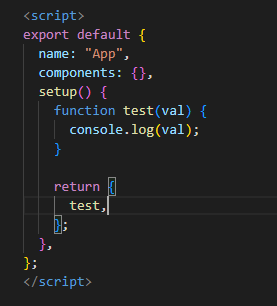 <script>
export default {
  name: "App",
  components: {},
  setup() {
    function test(val) {
      console.log(val);
    }

    return {
      test,
    };
  },
};
</script>